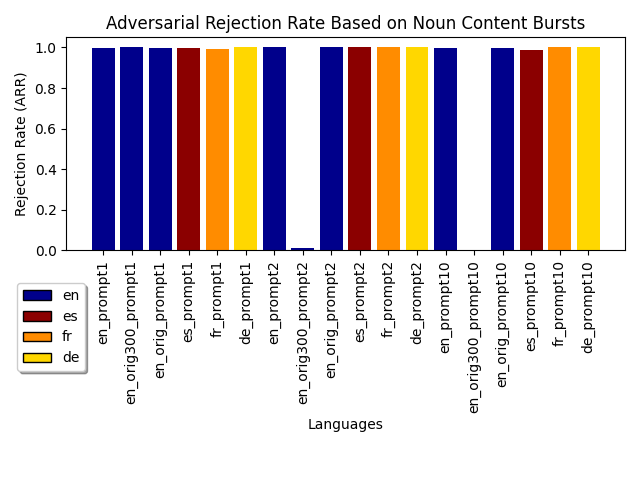 Adversarial Rejection Rate Based on Noun Content Bursts
Rejection Rate (ARR)
1.0
0.8
0.6
0.4
0.2
0.0
en_prompt1
en_orig300_prompt1
en_orig_prompt1
es_prompt1
fr_prompt1
de_prompt1
en_prompt2
en_orig300_prompt2
en_orig_prompt2
es_prompt2
fr_prompt2
de_prompt2
en_prompt10
en_orig300_prompt10
en_orig_prompt10
es_prompt10
fr_prompt10
de_prompt10
Languages
en
es
fr
de